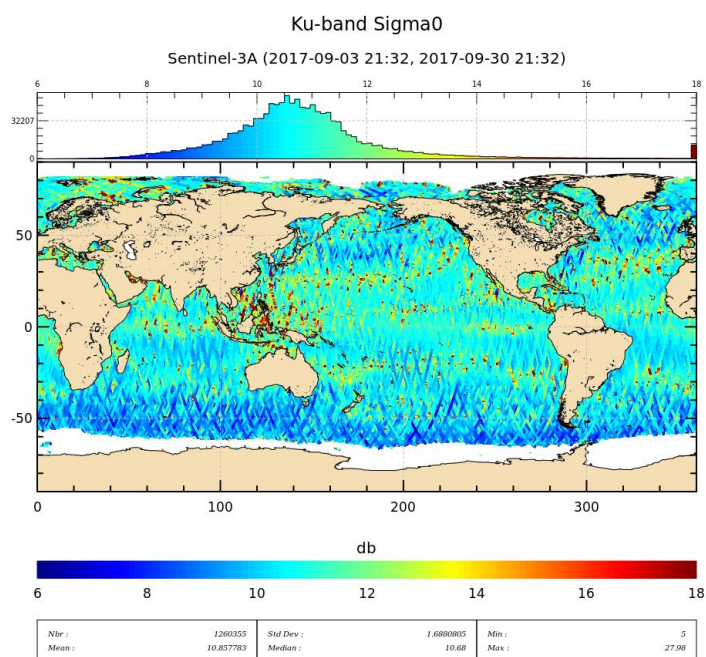 Ku-band Sigma0
Sentinel-3A (2017-09-03 21:32, 2017-09-30 21:32)
6 8 10 12 14 16 18
32207
0
50
0
-50
0 100 200 300
db
6 8 10 12 14 16 18
Nbr : 1260355 Std Dev : 1.6880805 Min : 5
Mean : 10.857783 Median : 10.68 Max : 27.98